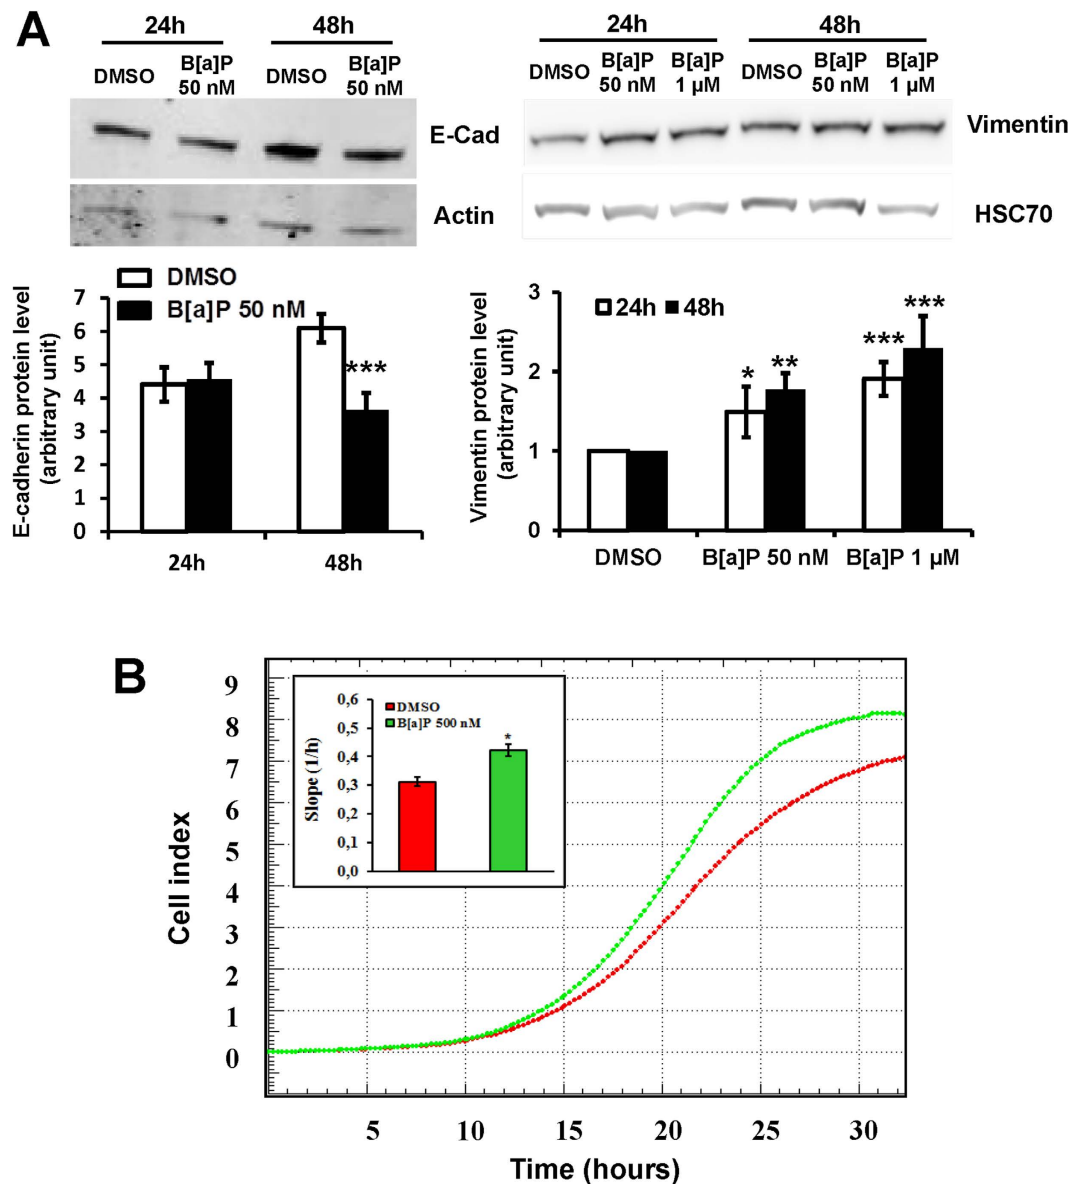 A
24h 48h
DMSO B[a]P 50 nM DMSO B[a]P 50 nM
E-Cad
Actin
24h 48h
DMSO B[a]P 50 nM B[a]P 1 µM DMSO B[a]P 50 nM B[a]P 1 µM
Vimentin
HSC70
DMSO
B[a]P 50 nM
E-cadherin protein level
(arbitrary unit)
7
6
5
4
3
2
1
0
***
24h 48h
Vimentin protein level
(arbitrary unit)
3
2
1
0
24h 48h
* ** *** ***
DMSO B[a]P 50 nM B[a]P 1 µM
B
Cell index
9
8
7
6
5
4
3
2
1
0
Slope (1/h)
0,6
0,5
0,4
0,3
0,2
0,1
0,0
DMSO
B[a]P 500 nM
*
5 10 15 20 25 30
Time (hours)